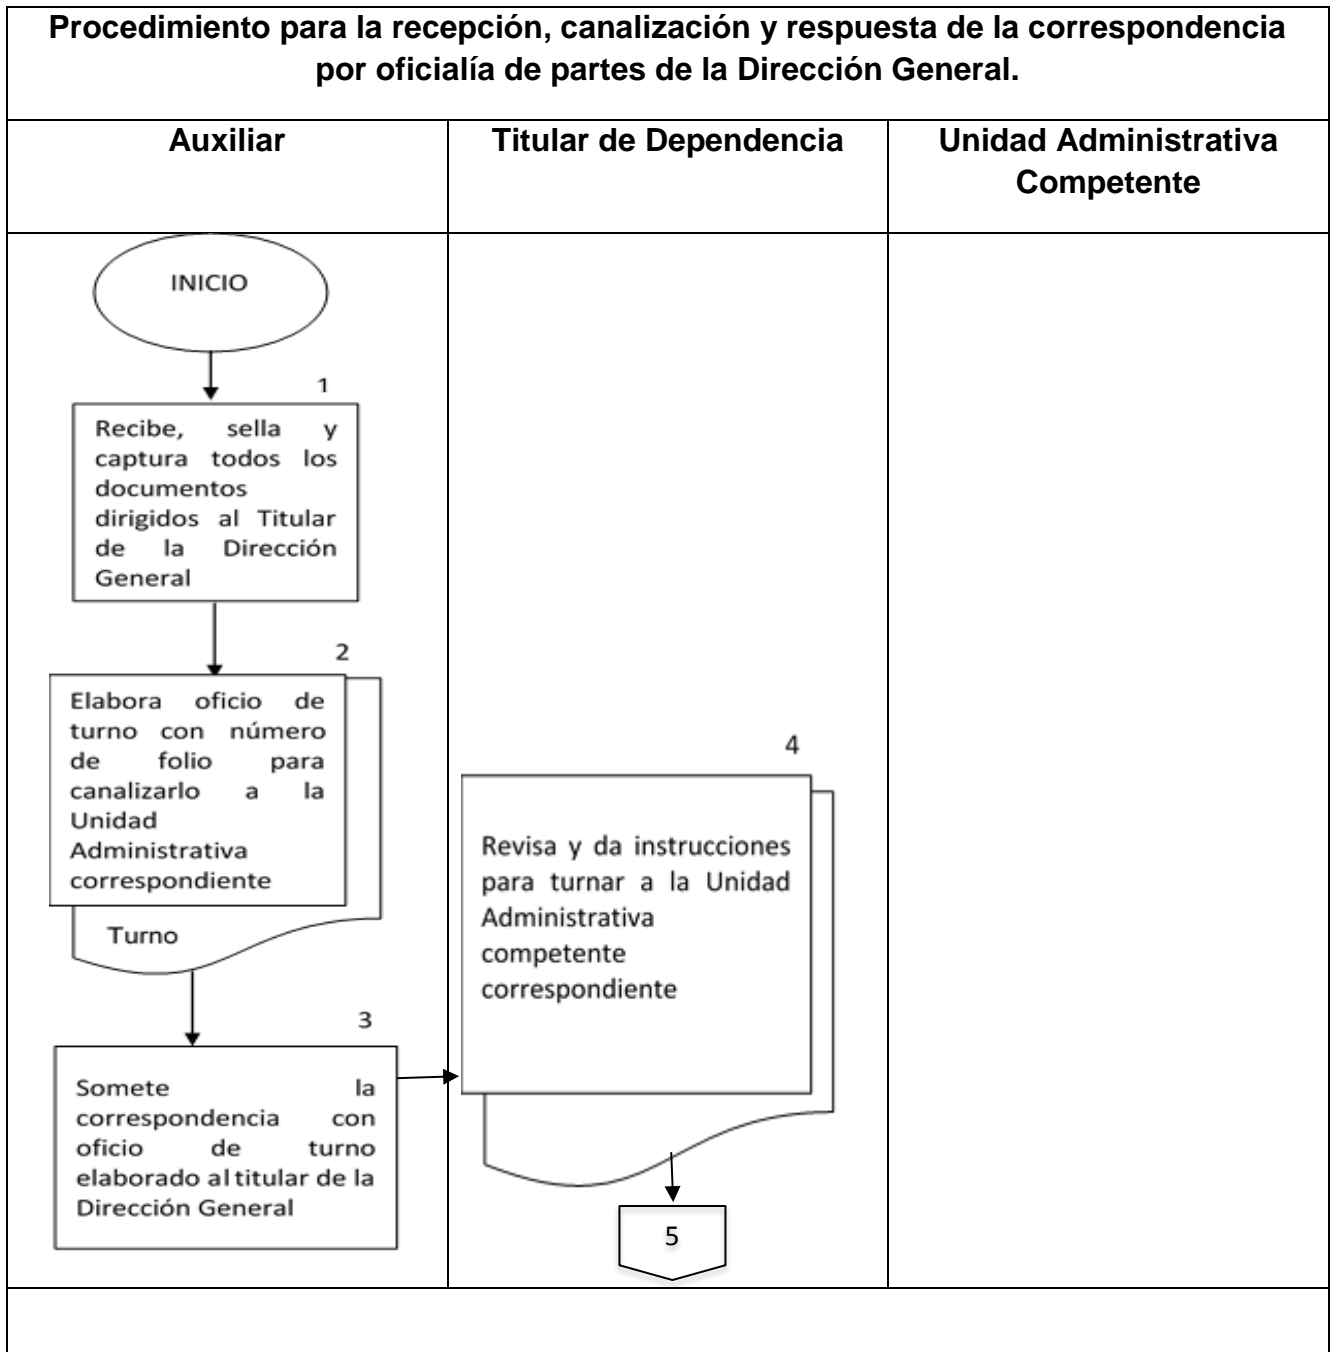 Procedimiento para la recepción, canalización y respuesta de la correspondencia
por oficialía de partes de la Dirección General.
Auxiliar
Titular de Dependencia
Unidad Administrativa
Competente
INICIO
1
Recibe, sella y
captura todos los
documentos
dirigidos al Titular
de la Dirección
General
2
Elabora oficio de
turno con número
de folio para
canalizarlo a la
Unidad
Administrativa
correspondiente
Turno
3
Somete la
correspondencia con
oficio de turno
elaborado al titular de la
Dirección General
4
Revisa y da instrucciones
para turnar a la Unidad
Administrativa
competente
correspondiente
5